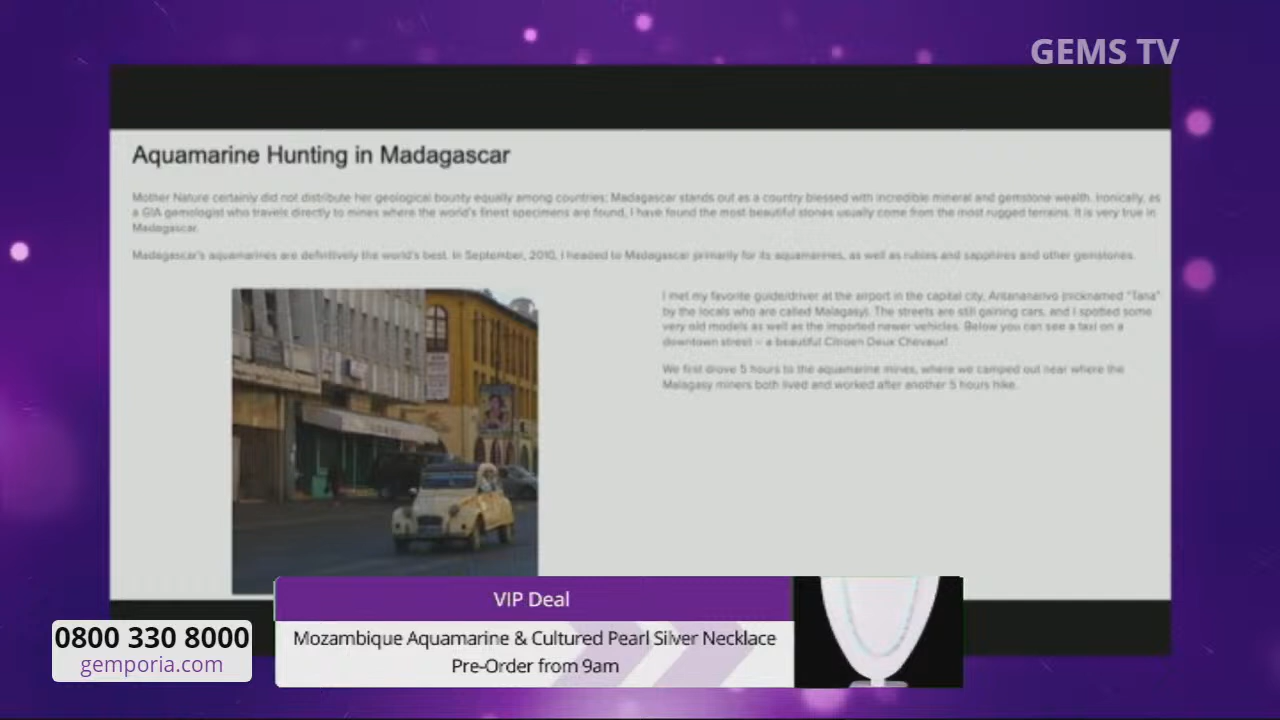 GEMS TV
Aquamarine Hunting in Madagascar
Mother Nature certainly did not distribute her geological bounty equally among countries; Madagascar stands out as a country blessed with incredible mineral and gemstone wealth. Ironically, as
a GIA gemologist who travels directly to mines where the world's finest specimens are found, I have found the most beautiful stones usually come from the most rugged terrains. It is very true in
Madagascar.
Madagascar's aquamarines are definitively the world's best. In September, 2010, I headed to Madagascar primarily for its aquamarines, as well as rubies and sapphires and other gemstones.
I met my favorite guide/driver at the airport in the capital city, Antananarivo (nicknamed "Tana"
by the locals who are called Malagasy). The streets are still gaining cars, and I spotted some
very old models as well as the imported newer vehicles. Below you can see a taxi on a
downtown street – a beautiful Citroen Deux Chevaux!
We first drove 5 hours to the aquamarine mines, where we camped out near where the
Malagasy miners both lived and worked after another 5 hours hike.
VIP Deal
Mozambique Aquamarine & Cultured Pearl Silver Necklace
Pre-Order from 9am
0800 330 8000
gemporia.com